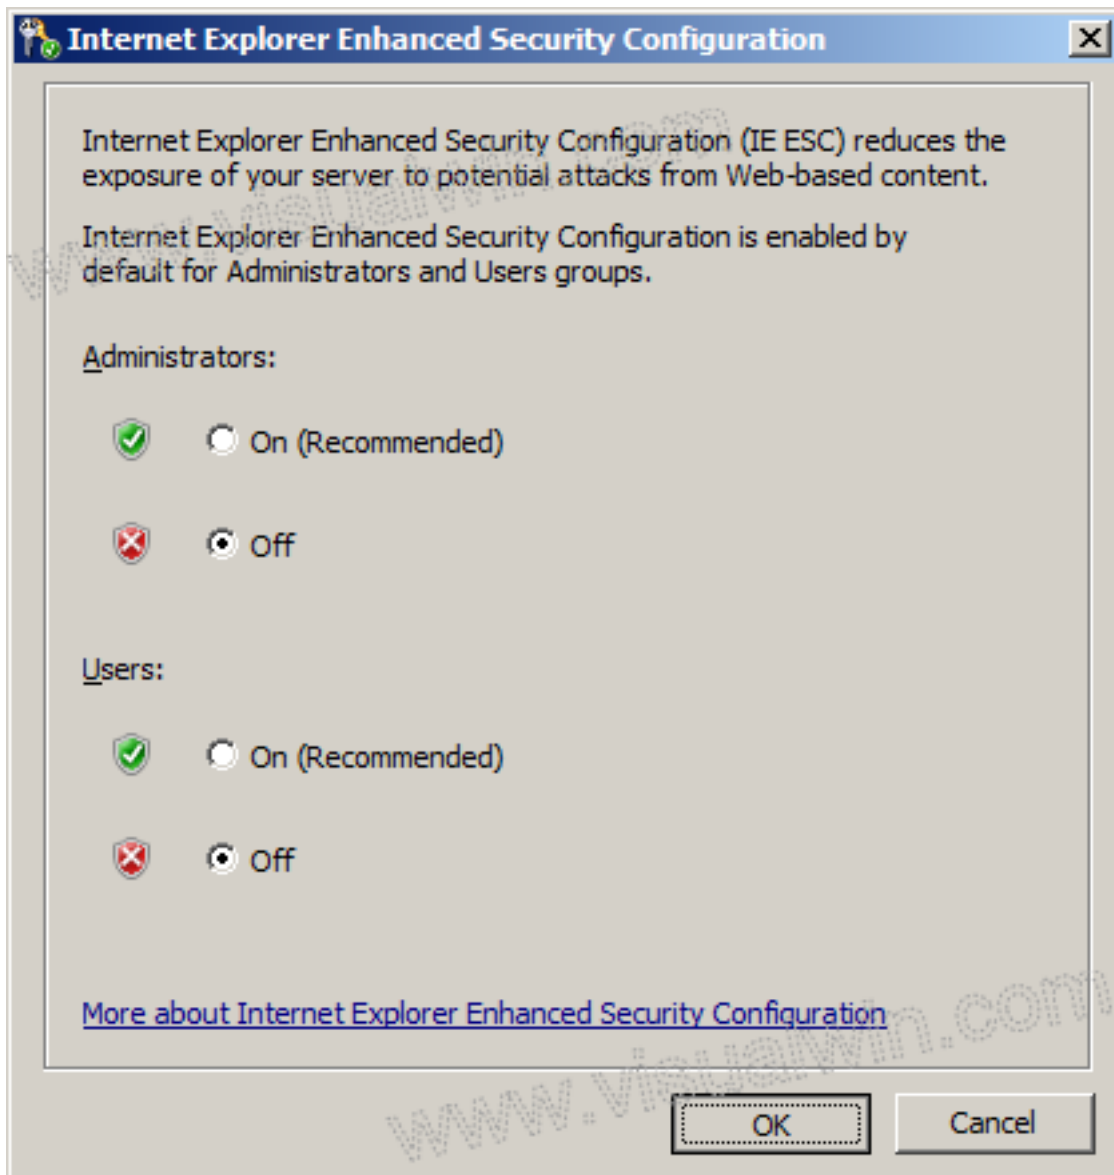 Internet Explorer Enhanced Security Configuration
Internet Explorer Enhanced Security Configuration (IE ESC) reduces the
exposure of your server to potential attacks from Web-based content.
www.visualwin.com
Internet Explorer Enhanced Security Configuration is enabled by
default for Administrators and Users groups.
Administrators:
On (Recommended)
Off
Users:
On (Recommended)
Off
More about Internet Explorer Enhanced Security Configuration
www.visualwin.com
OK
Cancel